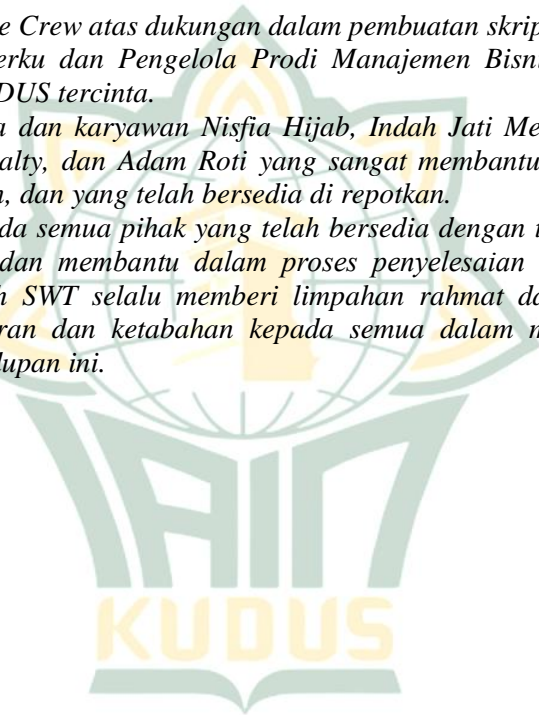 e Crew atas dukungan dalam pembuatan skrip
erku dan Pengelola Prodi Manajemen Bisni
DUS tercinta.
a dan karyawan Nisfia Hijab, Indah Jati Me
alty, dan Adam Roti yang sangat membantu
n, dan yang telah bersedia di repotkan.
da semua pihak yang telah bersedia dengan t
dan membantu dalam proses penyelesaian
h SWT selalu memberi limpahan rahmat da
ran dan ketabahan kepada semua dalam m
lupan ini.
IAIN
KUDUS